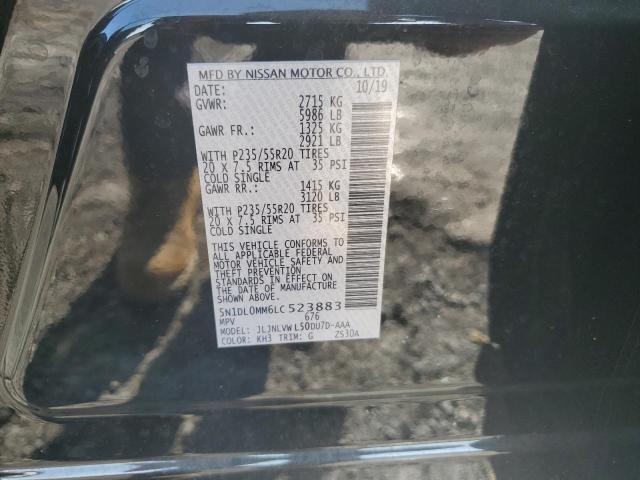 MFD BY NISSAN MOTOR CO., LTD.
DATE: 10/19
GVWR: 2715 KG
5986 LB
GAWR FR.: 1325 KG
2921 LB
WITH P235/55R20 TIRES
20 X 7.5 RIMS AT 35 PSI
COLD SINGLE
GAWR RR.: 1415 KG
3120 LB
WITH P235/55R20 TIRES
20 X 7.5 RIMS AT 35 PSI
COLD SINGLE
THIS VEHICLE CONFORMS TO
ALL APPLICABLE FEDERAL
MOTOR VEHICLE SAFETY AND
THEFT PREVENTION
STANDARDS IN EFFECT ON
THE DATE OF MANUFACTURE
SHOWN ABOVE.
5N1DL0MM6LC523883
MPV 676
MODEL: JLJNLVWL50DU7D-AAA
COLOR: KH3 TRIM: G ZS30A